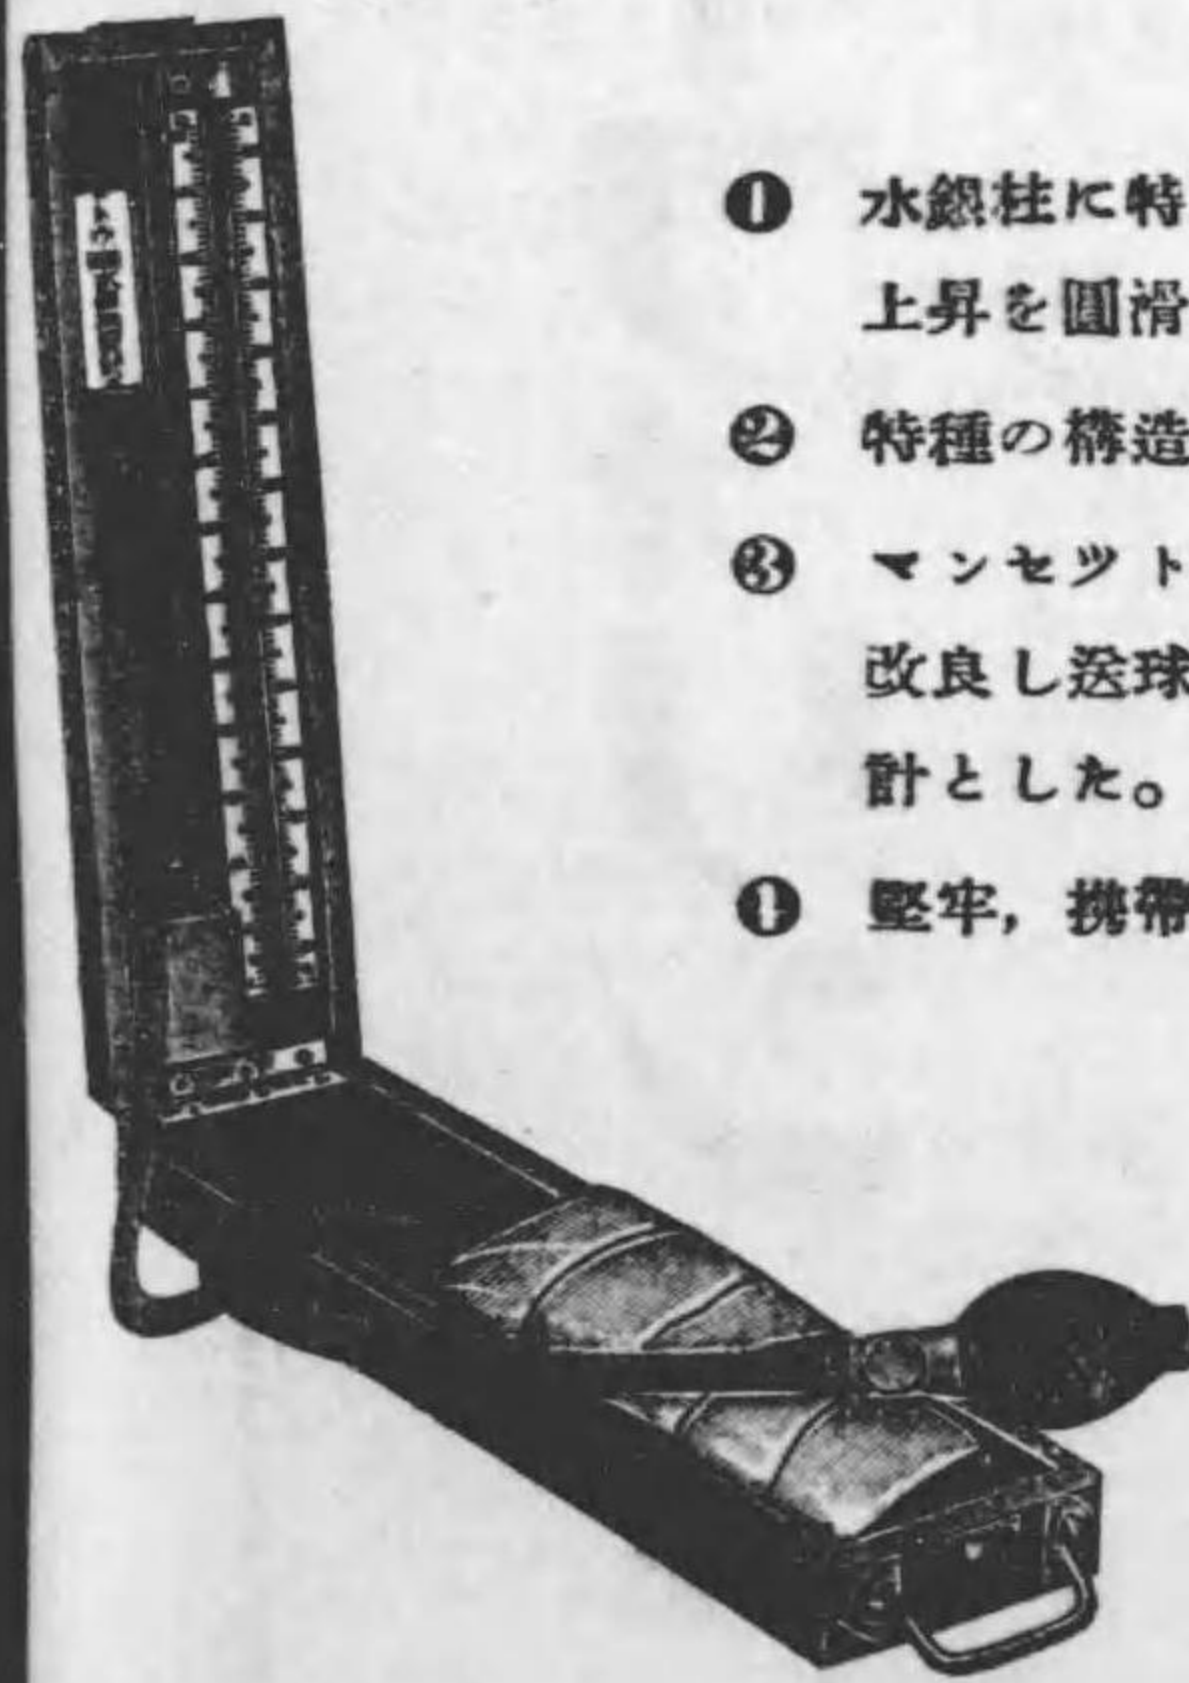 ❶ 水銀柱に特
上昇を圓滑
❷ 特種の構造
❸ マンセツト
改良し送球
計とした。
❹ 堅牢，携帶